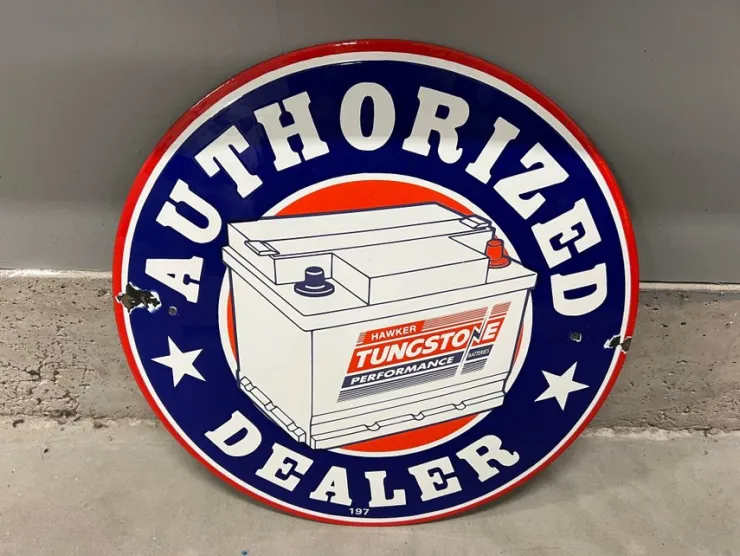 AUTHORIZED
HAWKER
TUNGSTONE
PERFORMANCE BATTERIES
DEALER
197